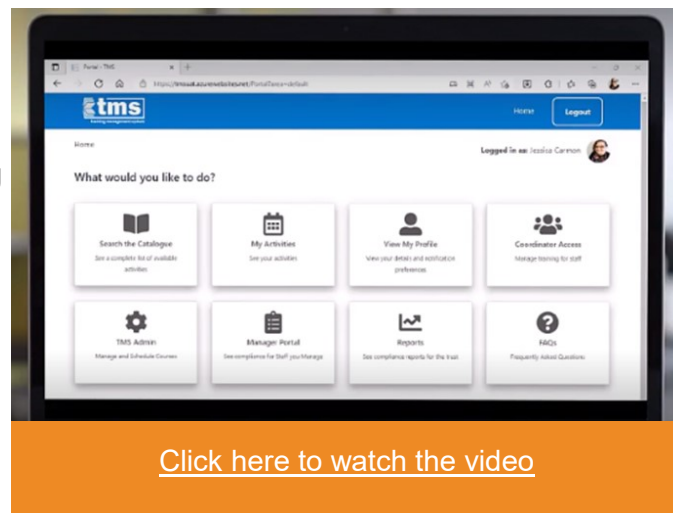 Portal - TMS
tms
training management system
Home
Logout
Home
Logged in as: Jessica Carmon
What would you like to do?
Search the Catalogue
See a complete list of available
activities
My Activities
See your activities
View My Profile
View your details and notification
preferences
Coordinator Access
Manage training for staff
TMS Admin
Manage and Schedule Courses
Manager Portal
See compliance for Staff you Manage
Reports
See compliance reports for the trust
FAQs
Frequently Asked Questions
Click here to watch the video